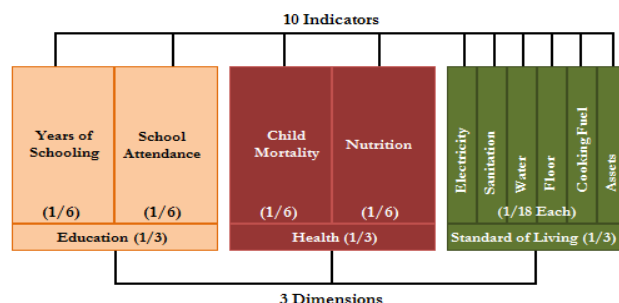 10 Indicators
Years of
Schooling
(1/6)
School
Attendance
(1/6)
Education (1/3)
Child
Mortality
(1/6)
Nutrition
(1/6)
Health (1/3)
Electricity
Sanitation
Water
Floor
Cooking Fuel
Assets
(1/18 Each)
Standard of Living (1/3)
3 Dimensions